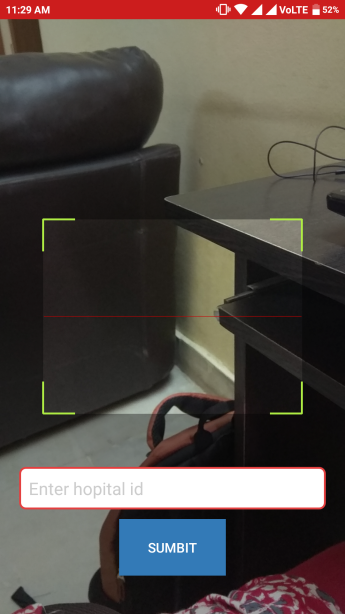 11:29 AM VoLTE 52%
Enter hopital id
SUMBIT